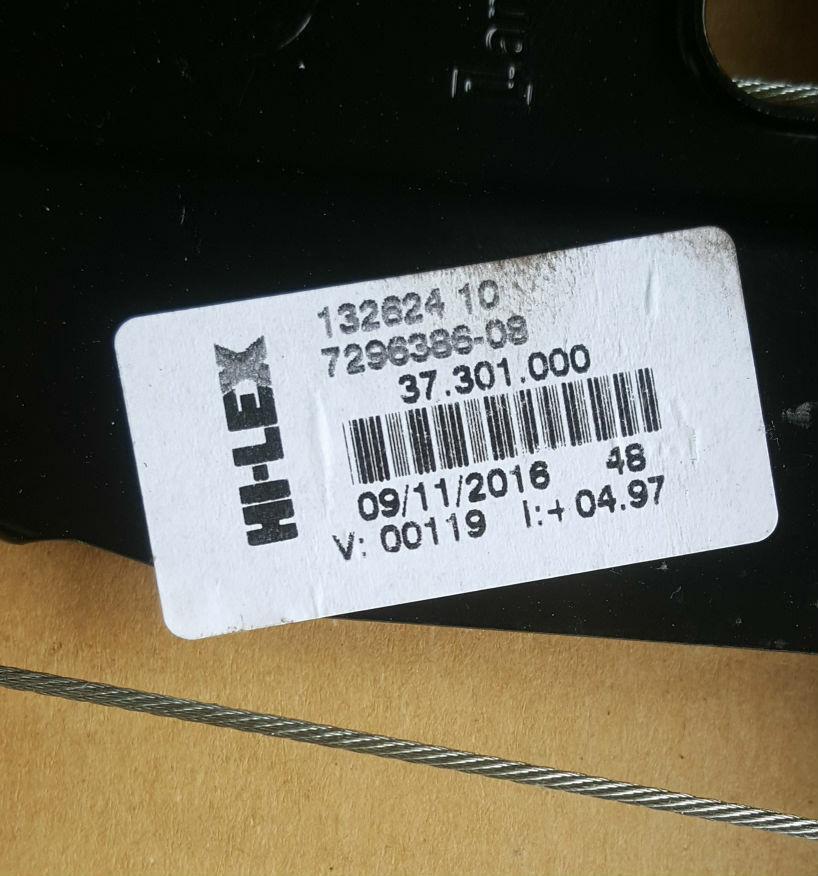 HI-LEX
132624 10
7296386-08
37.301.000
09/11/2016 48
V: 00119 I:+04.97